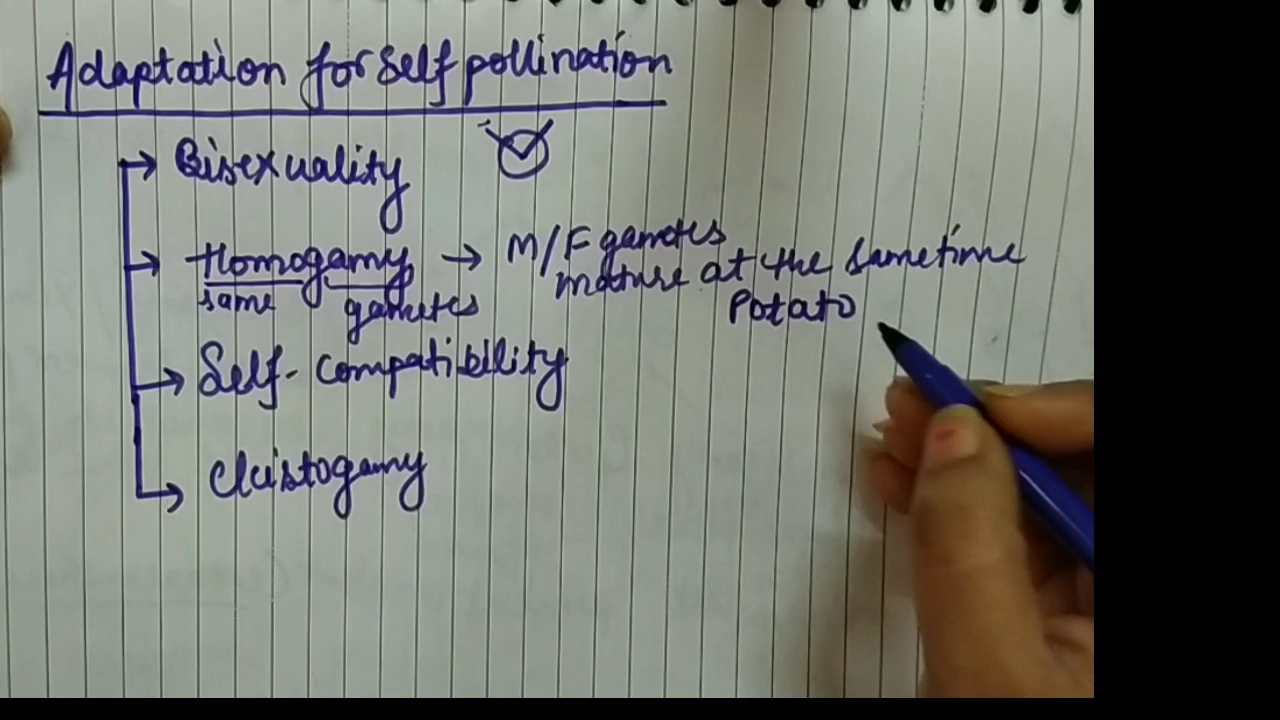 Adaptation for Self pollination
Bisexuality
Homogamy → M/F gametes
mature at the same time
same gametes
Potato
Self-compatibility
Cleistogamy